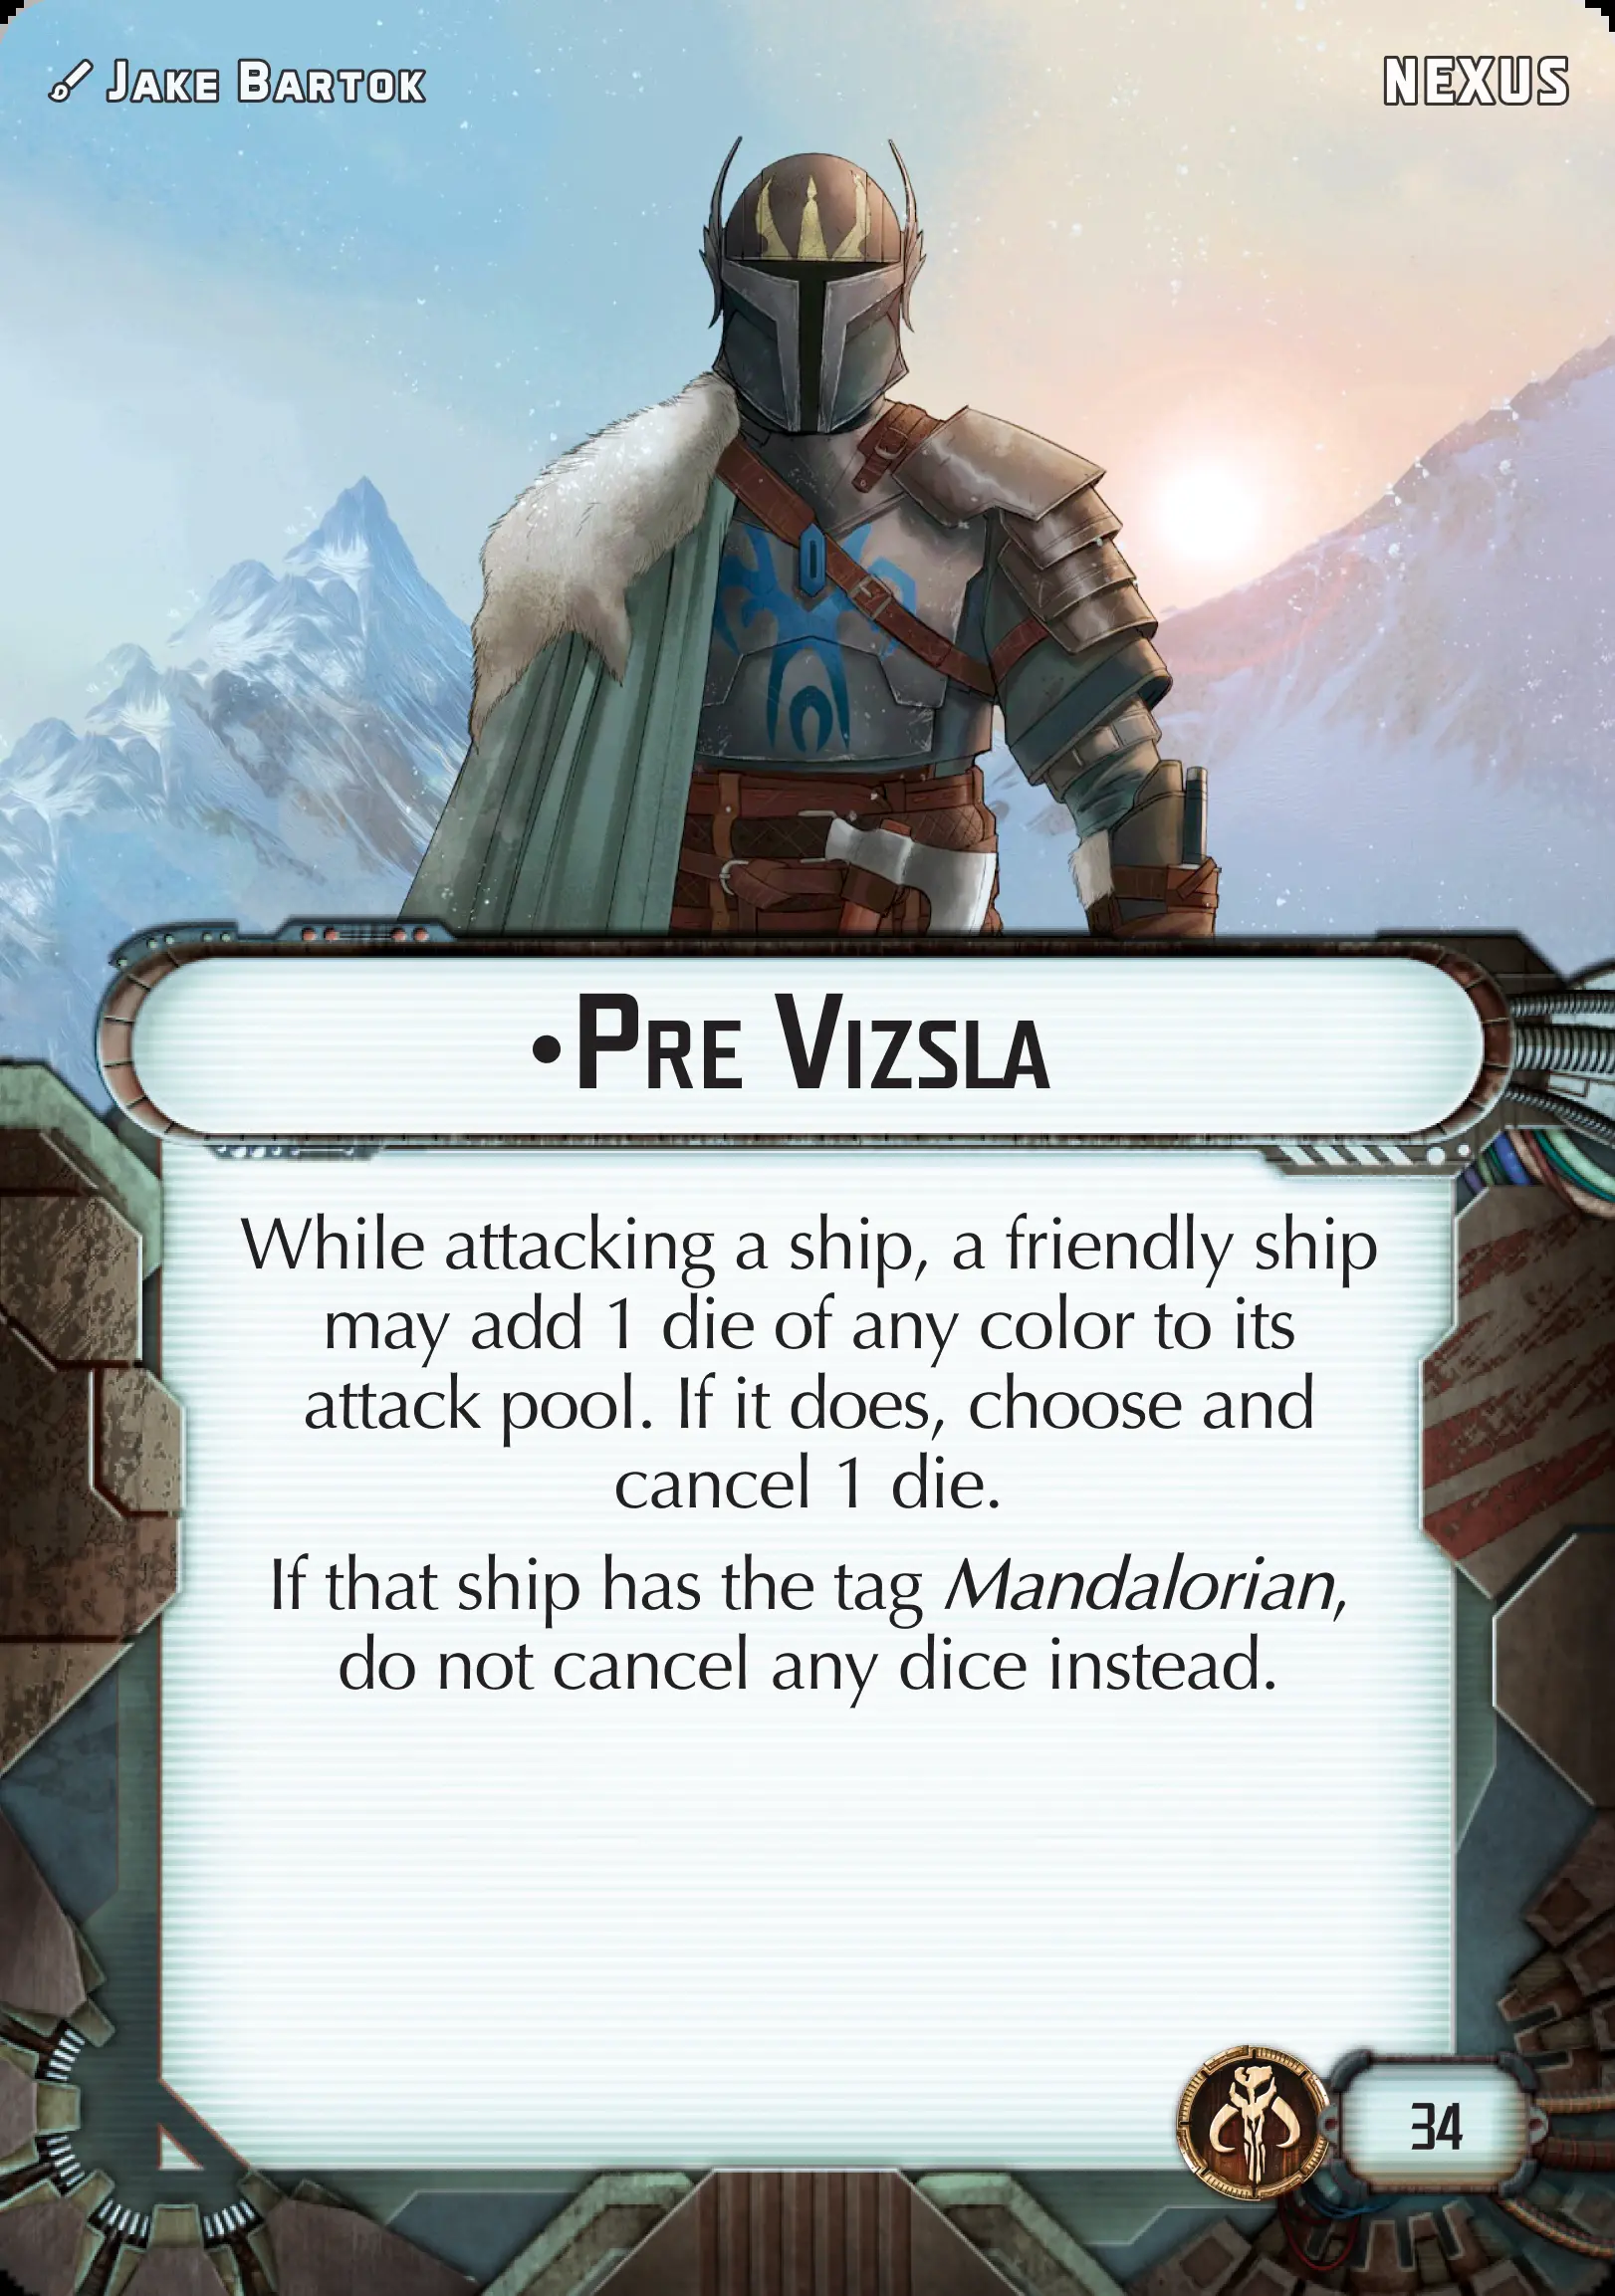 Jake Bartok
NEXUS
•Pre Vizsla
While attacking a ship, a friendly ship
may add 1 die of any color to its
attack pool. If it does, choose and
cancel 1 die.
If that ship has the tag Mandalorian,
do not cancel any dice instead.
34